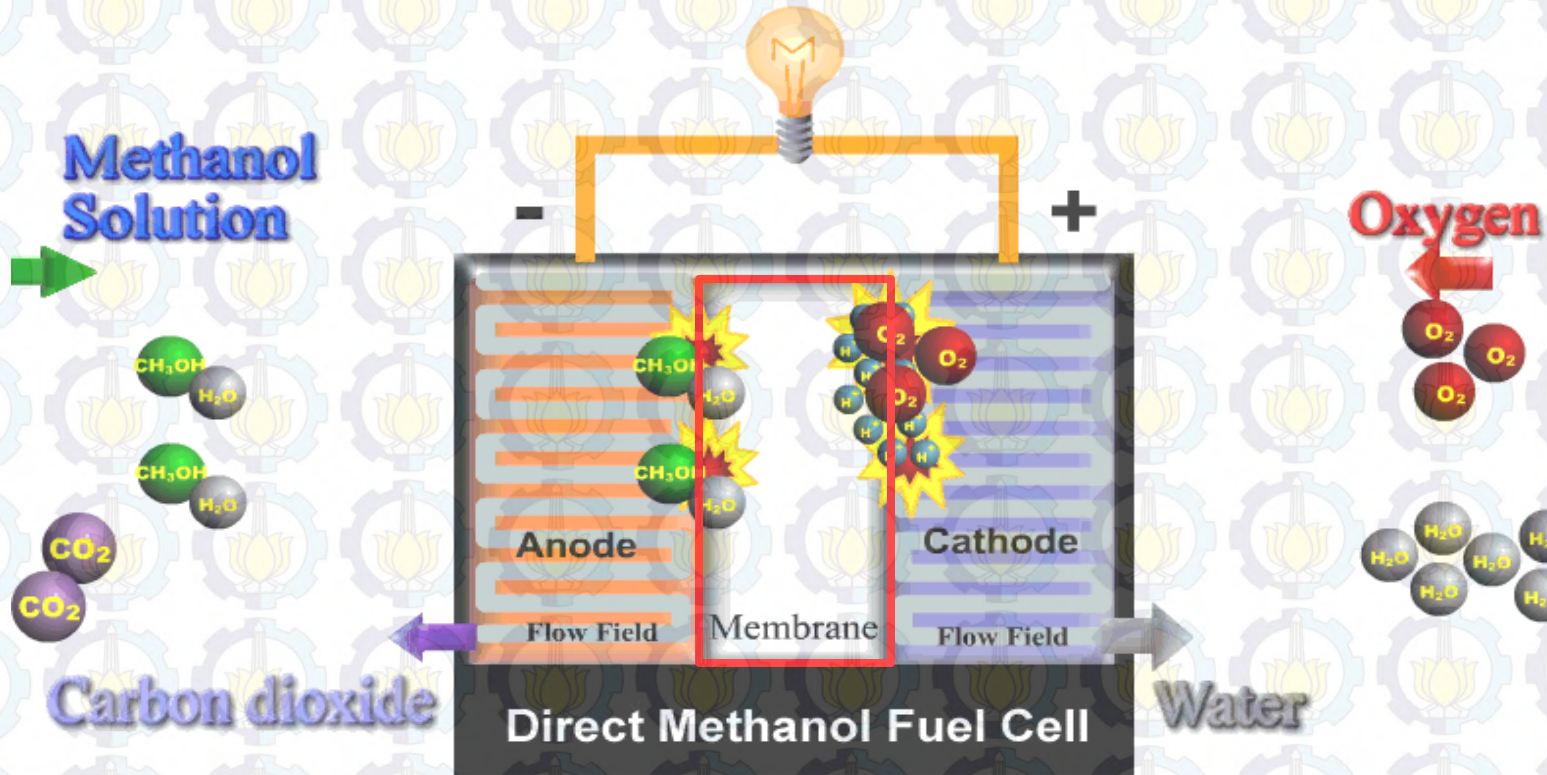 Methanol
Solution
-
+
Oxygen
O₂
O₂
O₂
CH₃OH
H₂O
CH₃OH
H₂O
CO₂
CO₂
CH₃OH
H₂O
CH₃OH
H₂O
O₂
O₂
O₂
H
H⁺
H⁺
H⁺
H⁺
H⁺
H⁺
H₂O
H₂O
H₂O
H₂O
Anode
Cathode
Flow Field
Membrane
Flow Field
Carbon dioxide
Water
Direct Methanol Fuel Cell